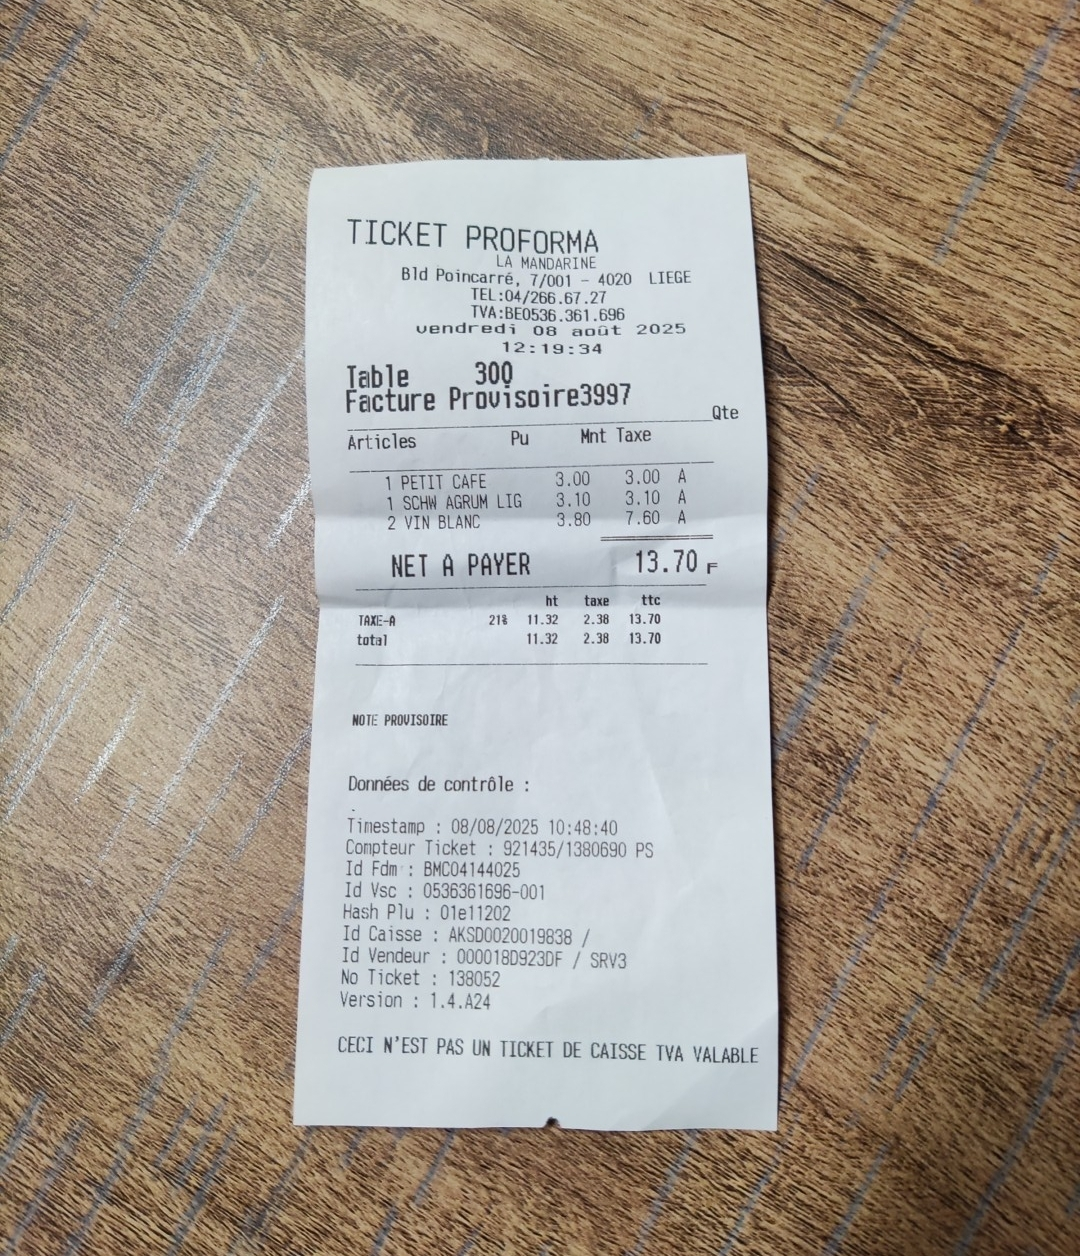 TICKET PROFORMA
LA MANDARINE
Bld Poincarré, 7/001 - 4020 LIEGE
TEL:04/266.67.27
TVA:BE0536.361.696
vendredi 08 août 2025
12:19:34
Table 300
Facture Provisoire3997
Qte
Articles Pu Mnt Taxe
1 PETIT CAFE 3.00 3.00 A
1 SCHW AGRUM LIG 3.10 3.10 A
2 VIN BLANC 3.80 7.60 A
NET A PAYER 13.70 F
ht taxe ttc
TAXE-A 21% 11.32 2.38 13.70
total 11.32 2.38 13.70
NOTE PROVISOIRE
Données de contrôle :
-
Timestamp : 08/08/2025 10:48:40
Compteur Ticket : 921435/1380690 PS
Id Fdm : BMC04144025
Id Vsc : 0536361696-001
Hash Plu : 01e11202
Id Caisse : AKSD0020019838 /
Id Vendeur : 000018D923DF / SRV3
No Ticket : 138052
Version : 1.4.A24
CECI N'EST PAS UN TICKET DE CAISSE TVA VALABLE